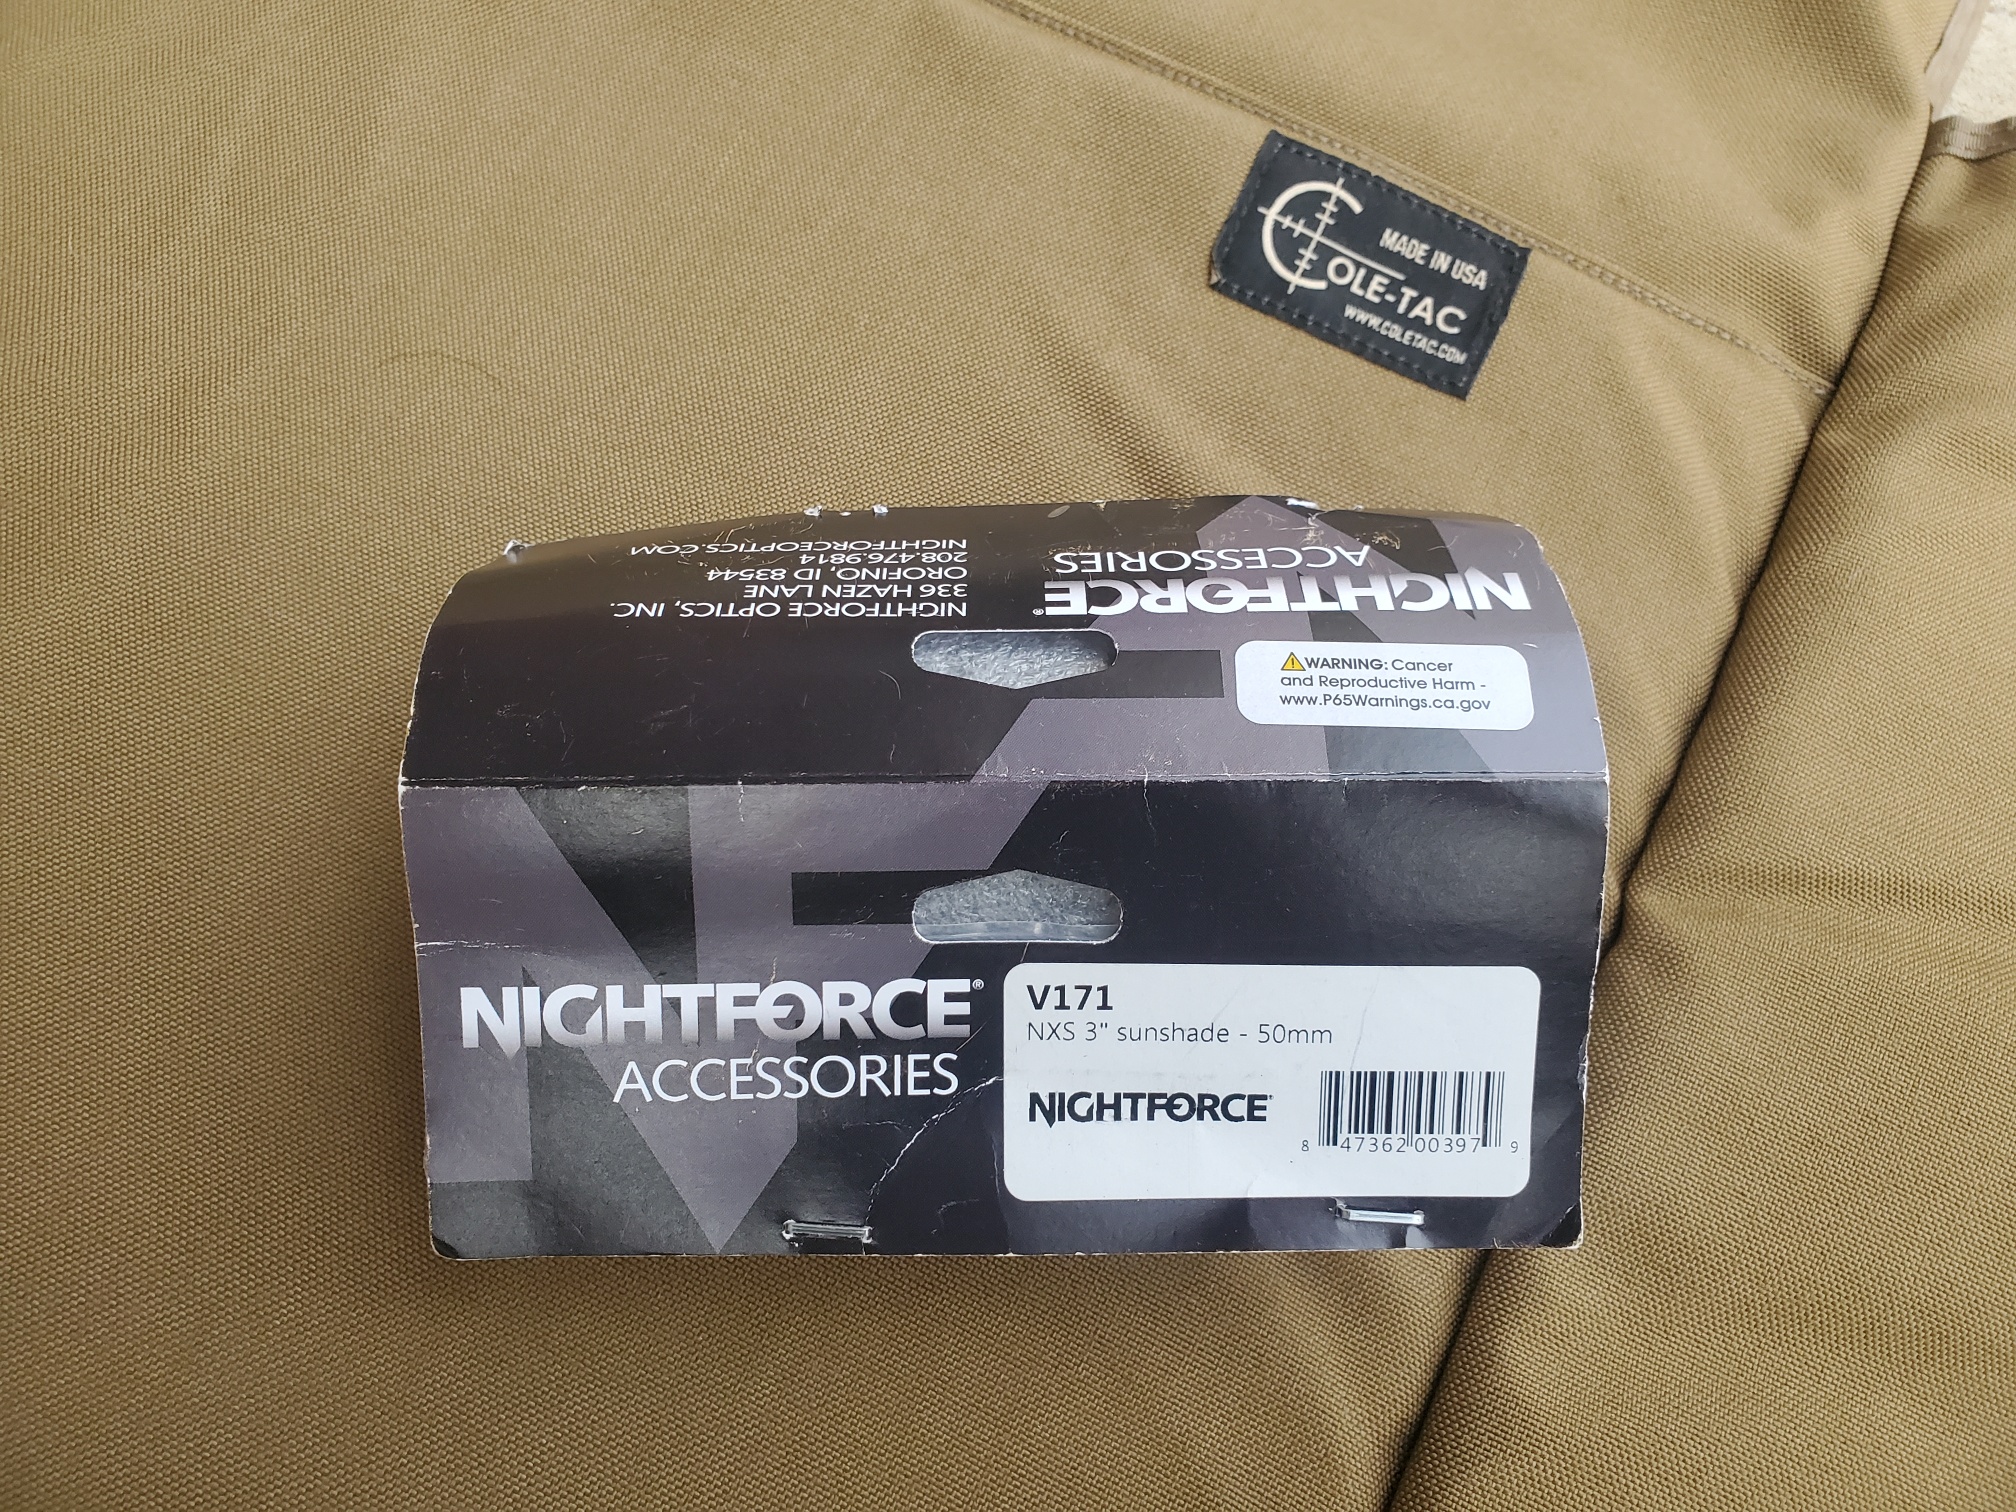 MADE IN USA
COLE-TAC
WWW.COLETAC.COM
NIGHTFORCE OPTICS, INC.
336 HAZEN LANE
OROFINO, ID 83544
208.476.9814
NIGHTFORCEOPTICS.COM
NIGHTFORCE®
ACCESSORIES
WARNING: Cancer
and Reproductive Harm -
www.P65Warnings.ca.gov
NIGHTFORCE®
ACCESSORIES
V171
NXS 3" sunshade - 50mm
NIGHTFORCE®
8 47362 00397 9